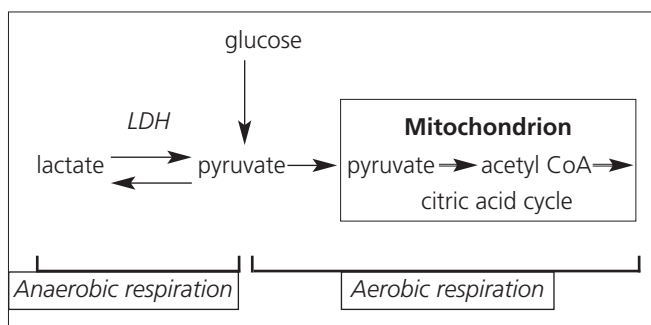 glucose
LDH
Mitochondrion
lactate pyruvate pyruvate acetyl CoA
citric acid cycle
Anaerobic respiration Aerobic respiration